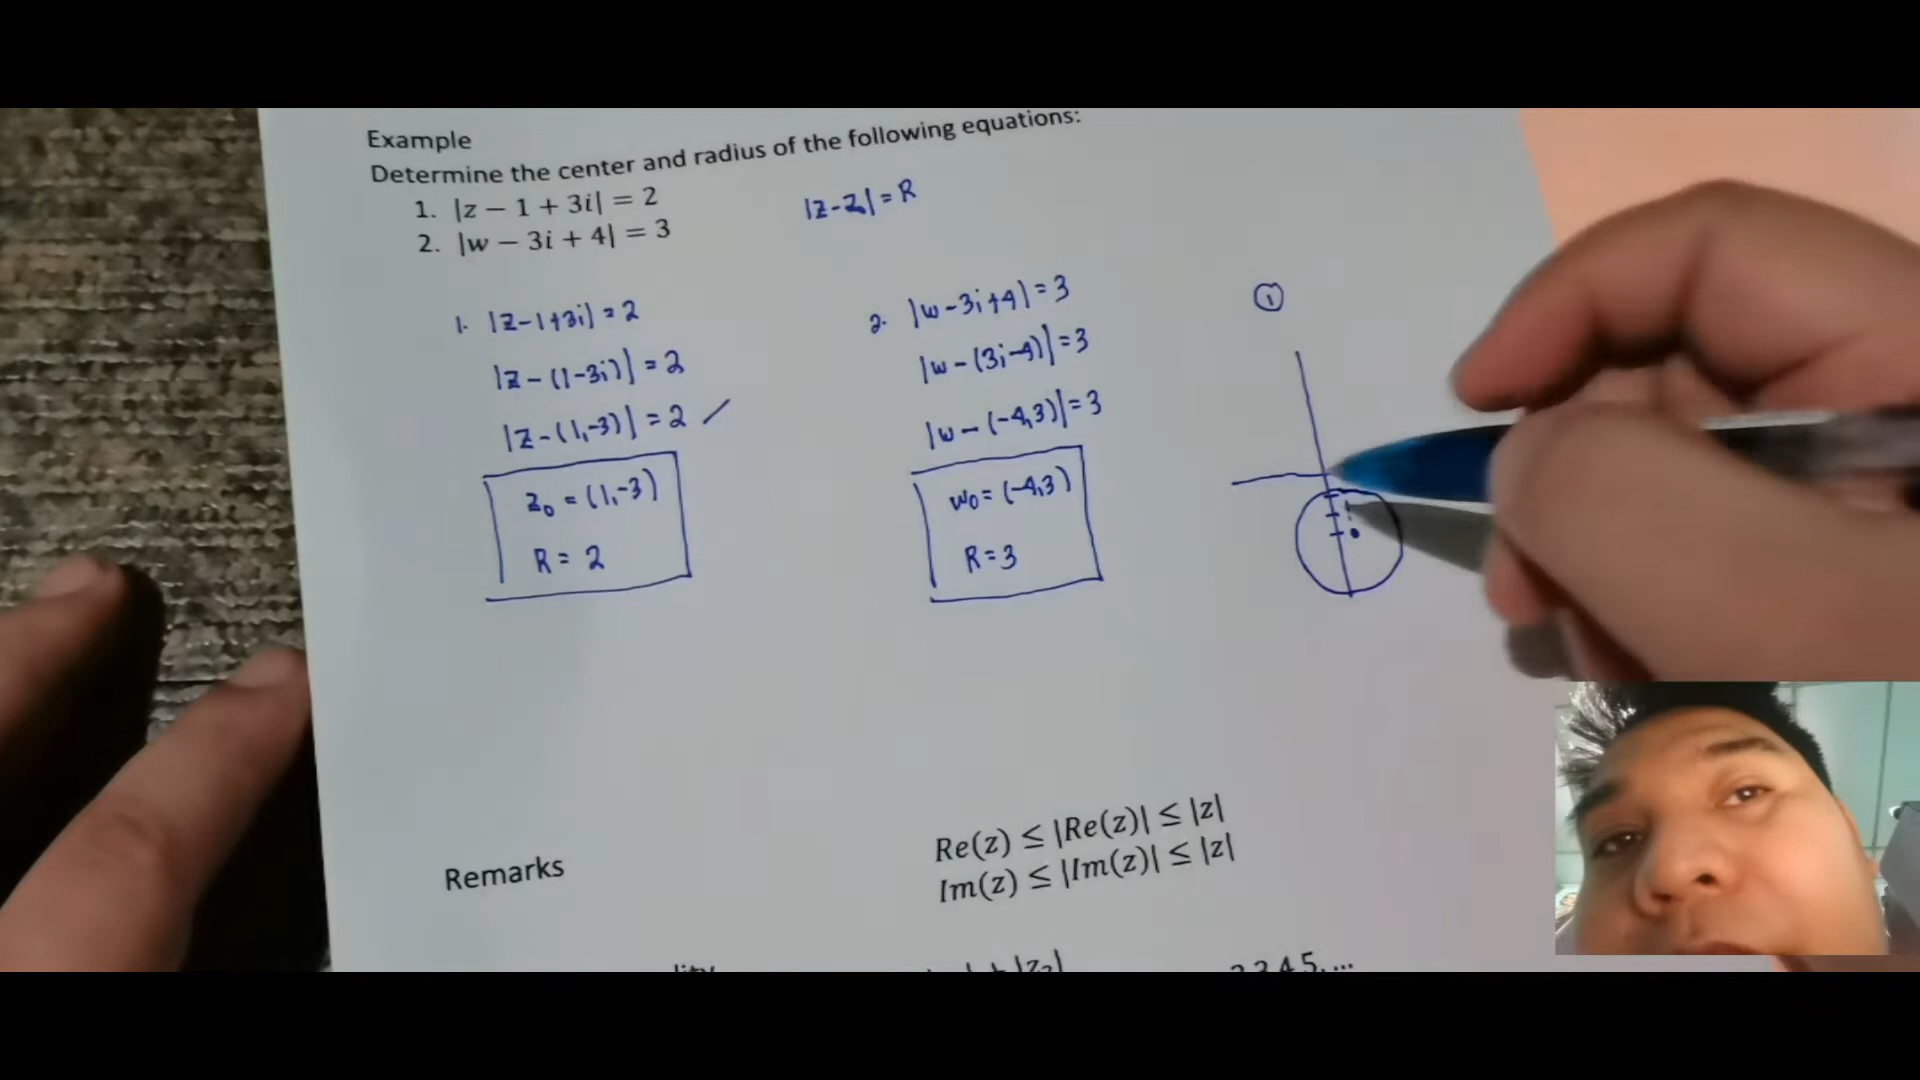 Example
Determine the center and radius of the following equations:
1. |z − 1 + 3i| = 2
2. |w − 3i + 4| = 3
|z-z₀| = R
1. |z-1+3i| = 2
|z-(1-3i)| = 2
|z-(1,-3)| = 2
z₀ = (1,-3)
R = 2
2. |w-3i+4| = 3
|w-(3i-4)| = 3
|w-(-4,3)| = 3
w₀ = (-4,3)
R = 3
①
Remarks
Re(z) ≤ |Re(z)| ≤ |z|
Im(z) ≤ |Im(z)| ≤ |z|